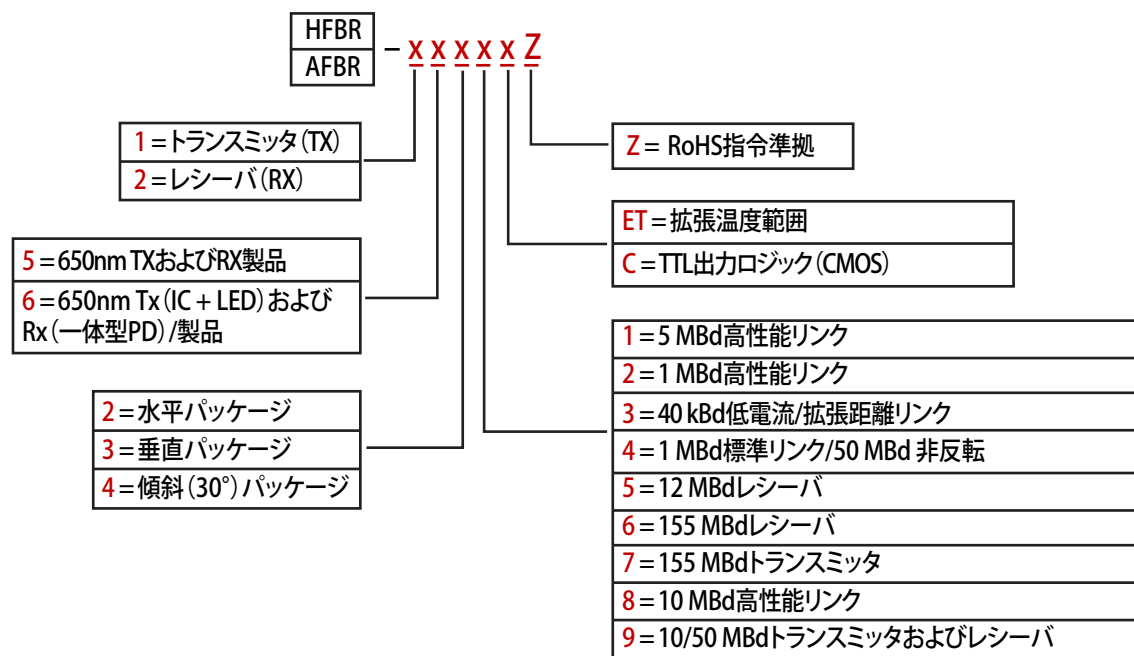 HFBR
AFBR
– x x x x x Z
1 = トランスミッタ (TX)
2 = レシーバ (RX)
5 = 650nm TXおよびRX製品
6 = 650nm Tx (IC + LED) および
Rx (一体型PD) /製品
2 = 水平パッケージ
3 = 垂直パッケージ
4 = 傾斜 (30°) パッケージ
Z = RoHS指令準拠
ET = 拡張温度範囲
C = TTL出力ロジック (CMOS)
1 = 5 MBd高性能リンク
2 = 1 MBd高性能リンク
3 = 40 kBd低電流/拡張距離リンク
4 = 1 MBd標準リンク/50 MBd 非反転
5 = 12 MBdレシーバ
6 = 155 MBdレシーバ
7 = 155 MBdトランスミッタ
8 = 10 MBd高性能リンク
9 = 10/50 MBdトランスミッタおよびレシーバ